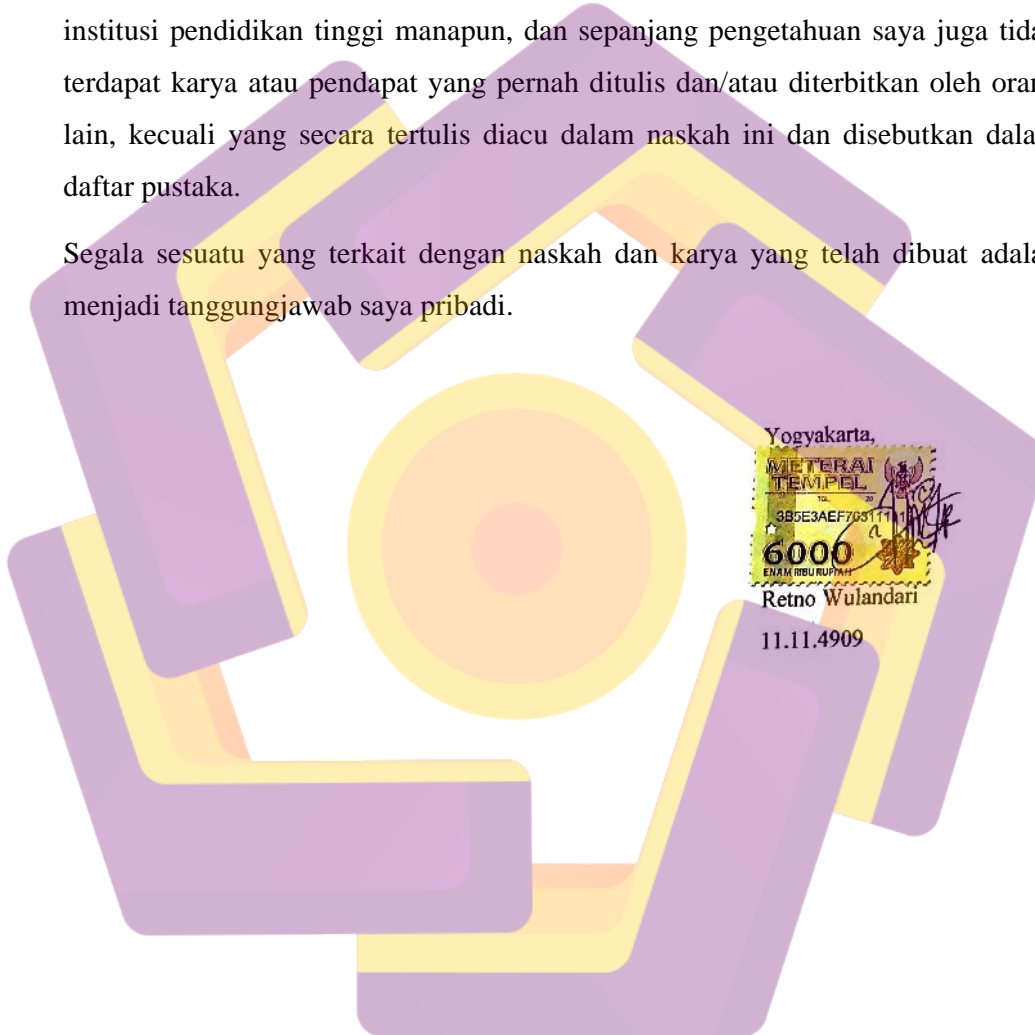 institusi pendidikan tinggi manapun, dan sepanjang pengetahuan saya juga tida
terdapat karya atau pendapat yang pernah ditulis dan/atau diterbitkan oleh oran
lain, kecuali yang secara tertulis diacu dalam naskah ini dan disebutkan dala
daftar pustaka.
Segala sesuatu yang terkait dengan naskah dan karya yang telah dibuat adala
menjadi tanggungjawab saya pribadi.
Yogyakarta,
METERAI
TEMPEL
TGL. 20
6000
ENAM RIBU RUPIAH
Retno Wulandari
11.11.4909